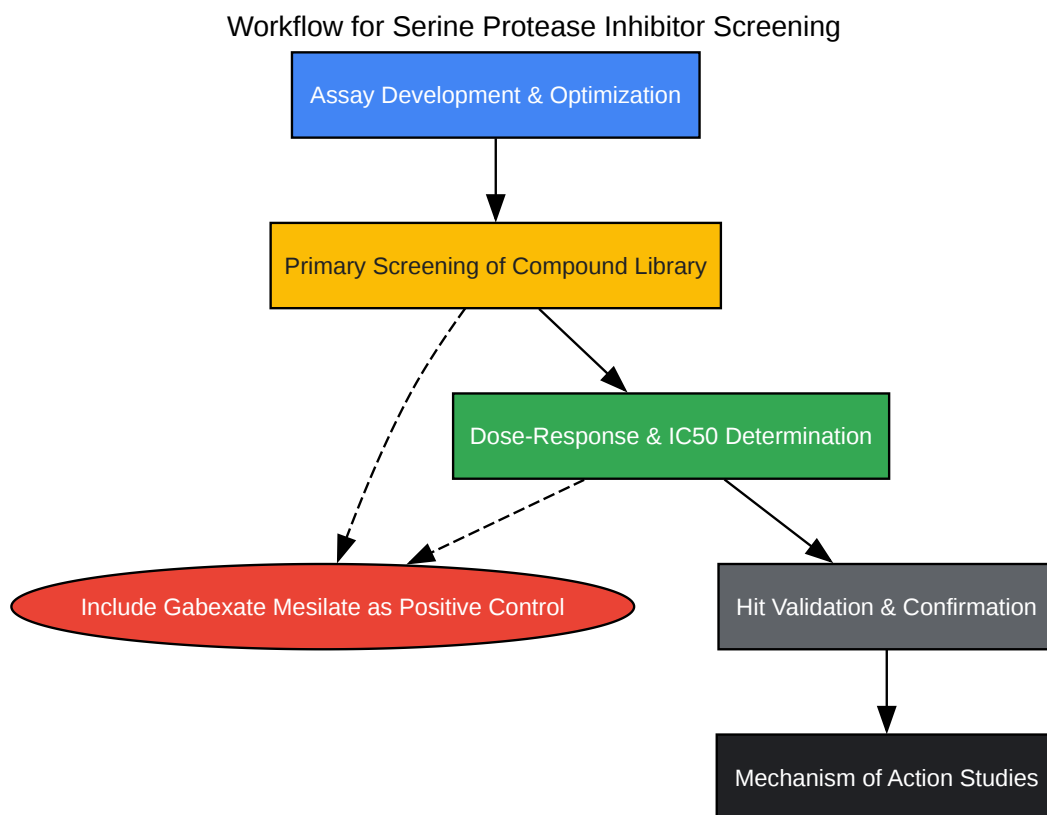 Workflow for Serine Protease Inhibitor Screening
Assay Development & Optimization
Primary Screening of Compound Library
Dose-Response & IC50 Determination
Include Gabexate Mesilate as Positive Control
Hit Validation & Confirmation
Mechanism of Action Studies